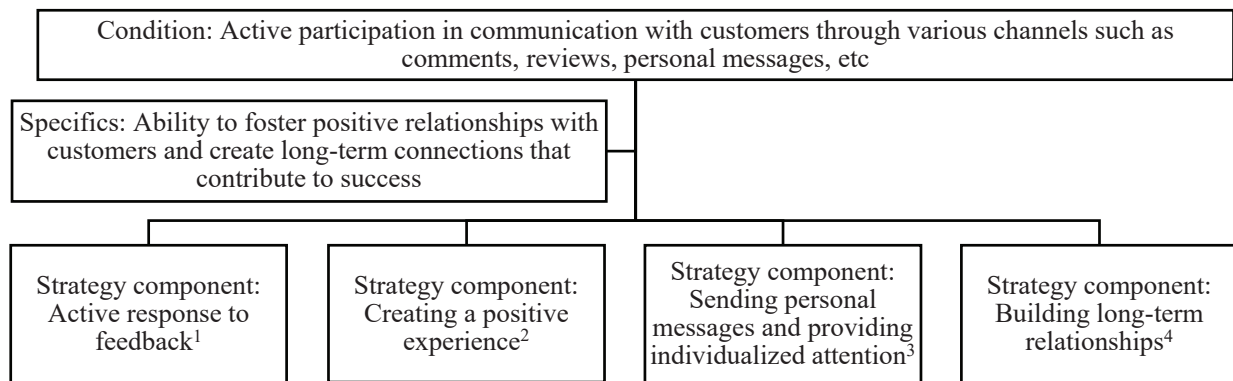 Condition: Active participation in communication with customers through various channels such as
comments, reviews, personal messages, etc
Specifics: Ability to foster positive relationships with
customers and create long-term connections that
contribute to success
Strategy component:
Active response to
feedback¹
Strategy component:
Creating a positive
experience²
Strategy component:
Sending personal
messages and providing
individualized attention³
Strategy component:
Building long-term
relationships⁴